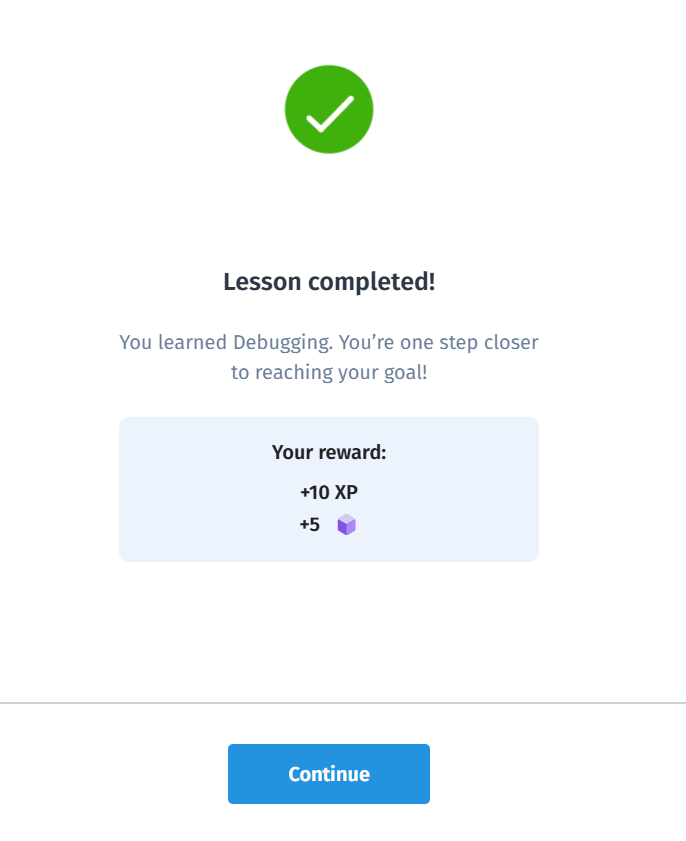 Lesson completed!
You learned Debugging. You’re one step closer
to reaching your goal!
Your reward:
+10 XP
+5
Continue